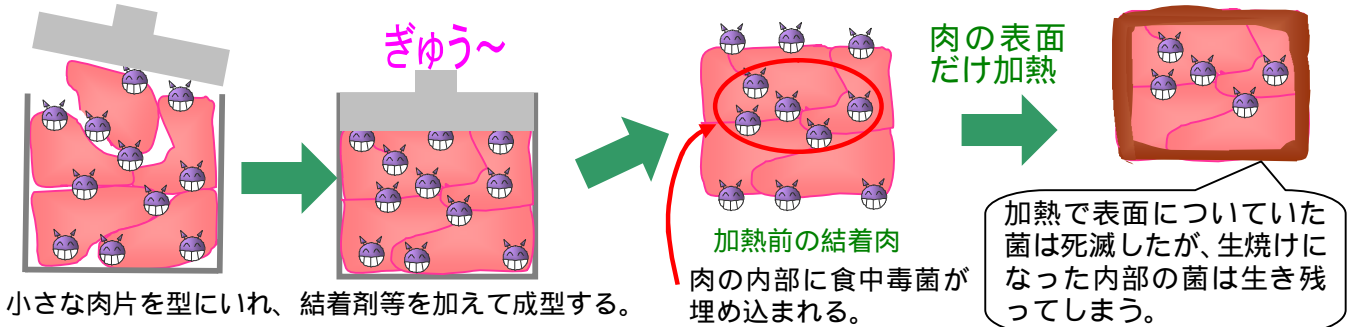 ぎゅう～
小さな肉片を型にいれ、結着剤等を加えて成型する。
加熱前の結着肉
肉の内部に食中毒菌が
埋め込まれる。
肉の表面
だけ加熱
加熱で表面についていた
菌は死滅したが、生焼けに
なった内部の菌は生き残
ってしまう。